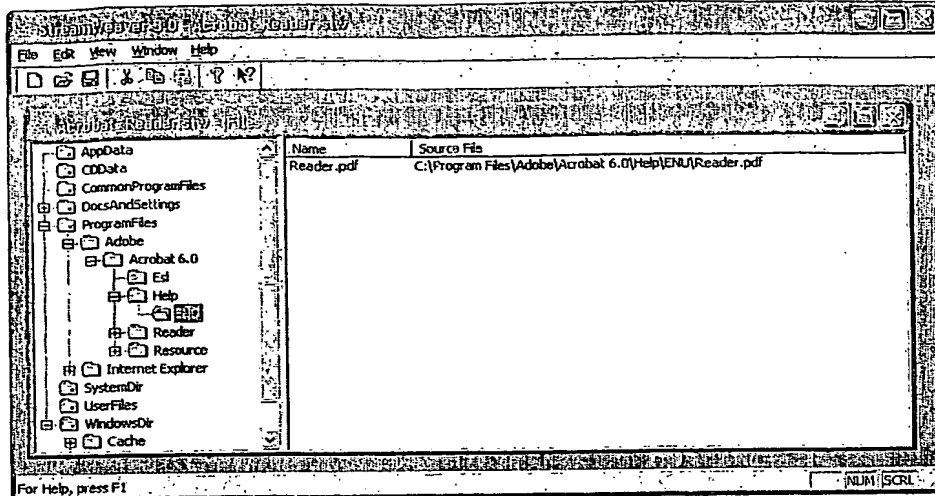 File Edit View Window Help
Name Source File
Reader.pdf C:\Program Files\Adobe\Acrobat 6.0\Help\ENU\Reader.pdf
AppData
CDData
CommonProgramFiles
DocsAndSettings
ProgramFiles
Adobe
Acrobat 6.0
Esl
Help
Reader
Resource
Internet Explorer
SystemDir
UserFiles
WindowsDir
Cache
For Help, press F1 NUM SCRL